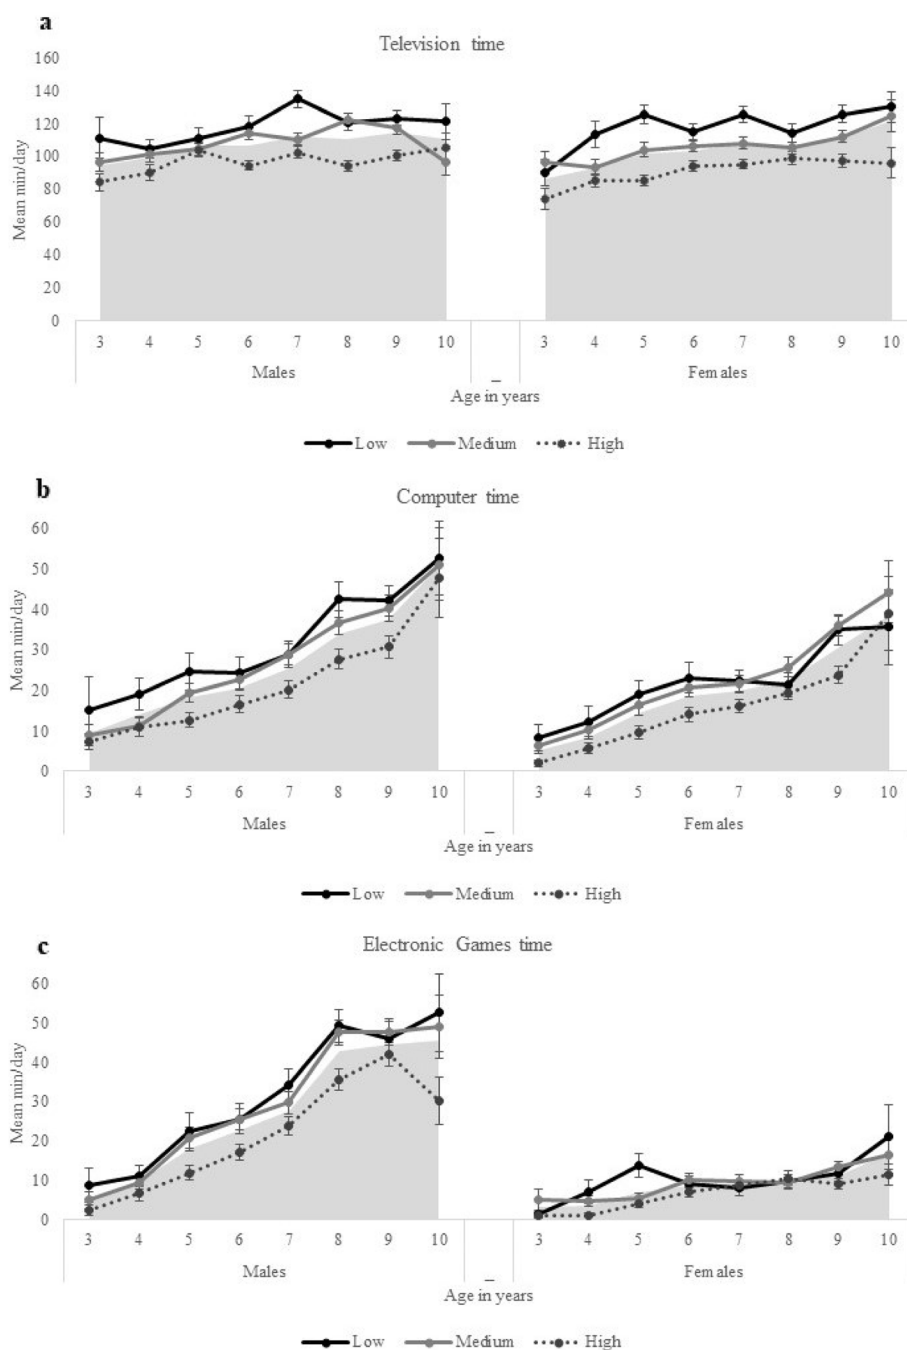 a
Television time
160
140
120
100
80
60
40
20
0
Mean min/day
3 4 5 6 7 8 9 10 3 4 5 6 7 8 9 10
Males _ Females
Age in years
Low Medium High
b
Computer time
60
50
40
30
20
10
0
Mean min/day
3 4 5 6 7 8 9 10 3 4 5 6 7 8 9 10
Males _ Females
Age in years
Low Medium High
c
Electronic Games time
60
50
40
30
20
10
0
Mean min/day
3 4 5 6 7 8 9 10 3 4 5 6 7 8 9 10
Males _ Females
Age in years
Low Medium High